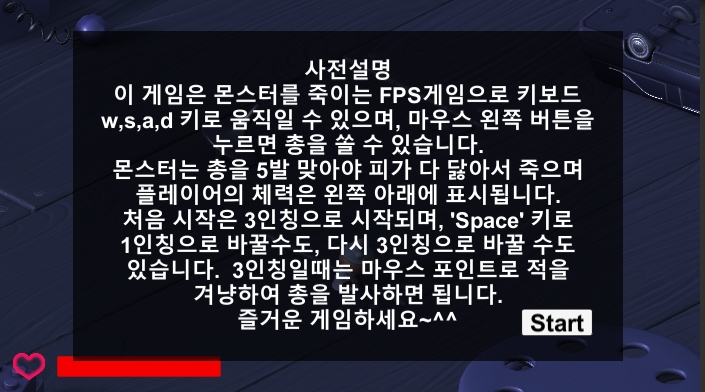 사전설명
이 게임은 몬스터를 죽이는 FPS게임으로 키보드
w,s,a,d 키로 움직일 수 있으며, 마우스 왼쪽 버튼을
누르면 총을 쏠 수 있습니다.
몬스터는 총을 5발 맞아야 피가 다 닳아서 죽으며
플레이어의 체력은 왼쪽 아래에 표시됩니다.
처음 시작은 3인칭으로 시작되며, 'Space' 키로
1인칭으로 바꿀수도, 다시 3인칭으로 바꿀 수도
있습니다.  3인칭일때는 마우스 포인트로 적을
겨냥하여 총을 발사하면 됩니다.
즐거운 게임하세요~^^
Start